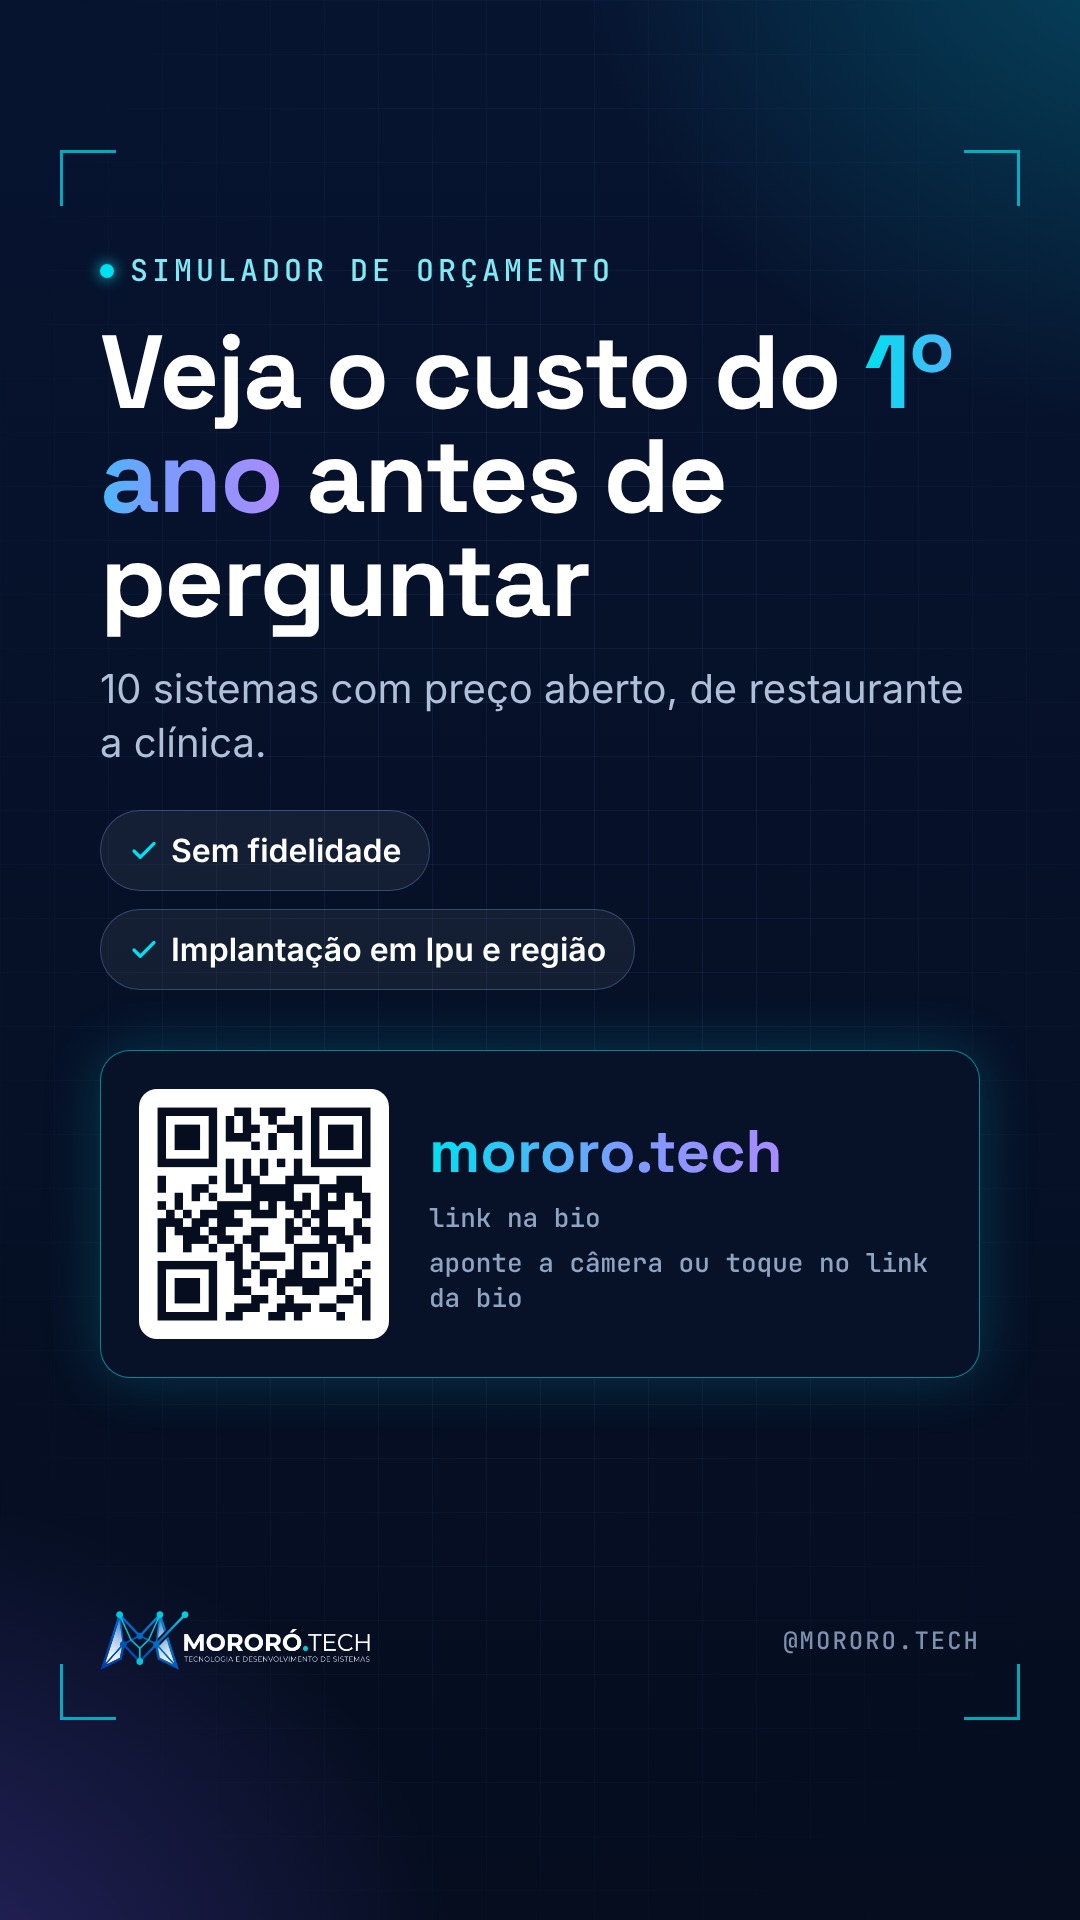 SIMULADOR DE ORÇAMENTO
Veja o custo do 1º
ano antes de
perguntar
10 sistemas com preço aberto, de restaurante
a clínica.
Sem fidelidade
Implantação em Ipu e região
mororo.tech
link na bio
aponte a câmera ou toque no link
da bio
MORORÓ.TECH
TECNOLOGIA E DESENVOLVIMENTO DE SISTEMAS
@MORORO.TECH